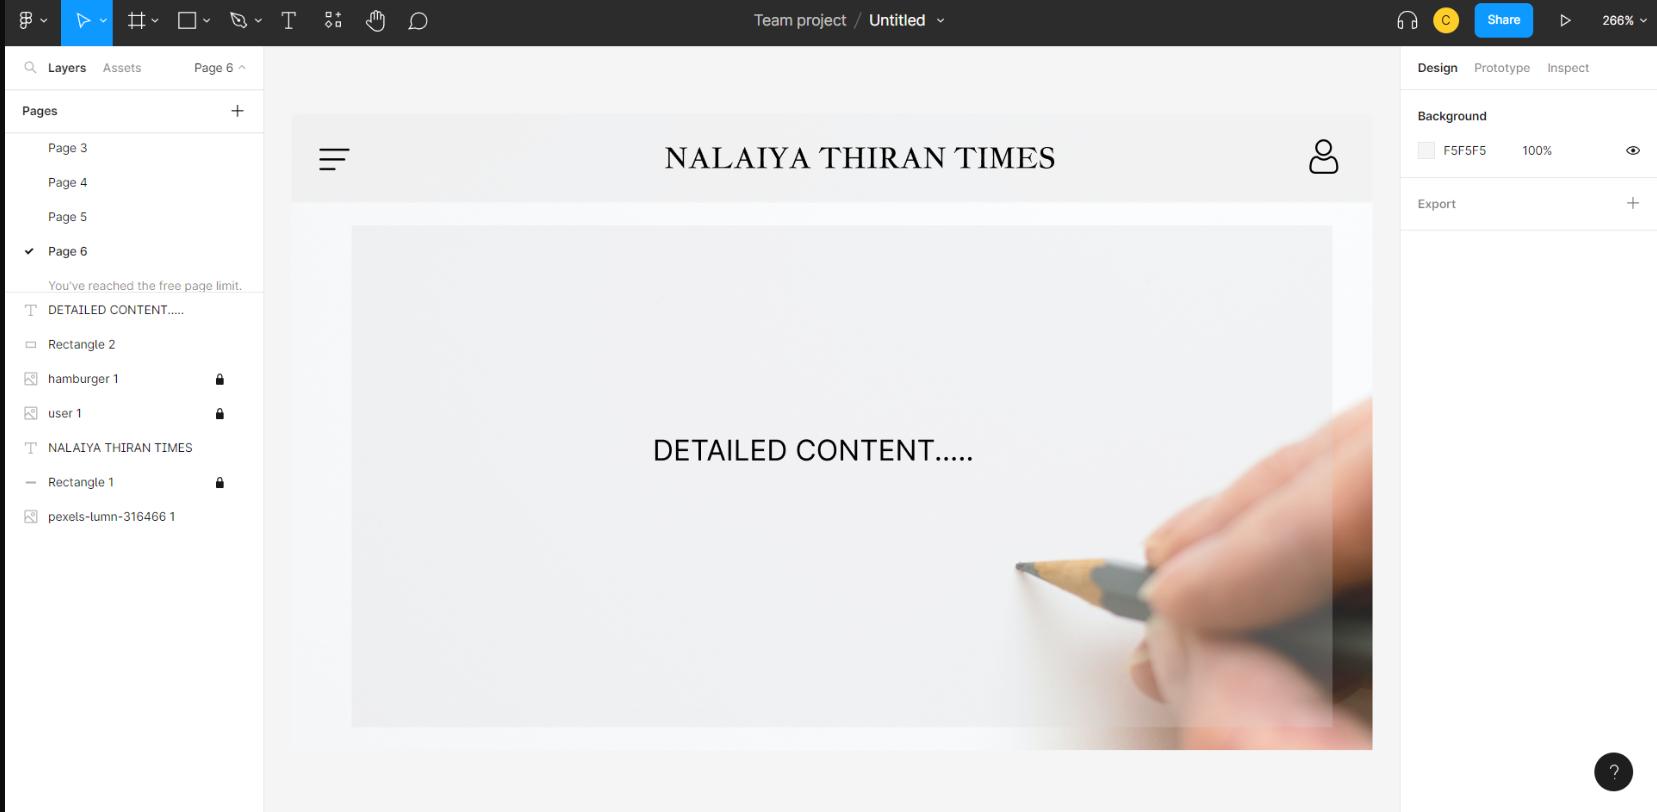 Team project / Untitled
C
Share
266%
Layers Assets Page 6
Pages
Page 3
Page 4
Page 5
Page 6
You've reached the free page limit.
DETAILED CONTENT.....
Rectangle 2
hamburger 1
user 1
NALAIYA THIRAN TIMES
Rectangle 1
pexels-lumn-316466 1
NALAIYA THIRAN TIMES
DETAILED CONTENT.....
Design Prototype Inspect
Background
F5F5F5 100%
Export
?